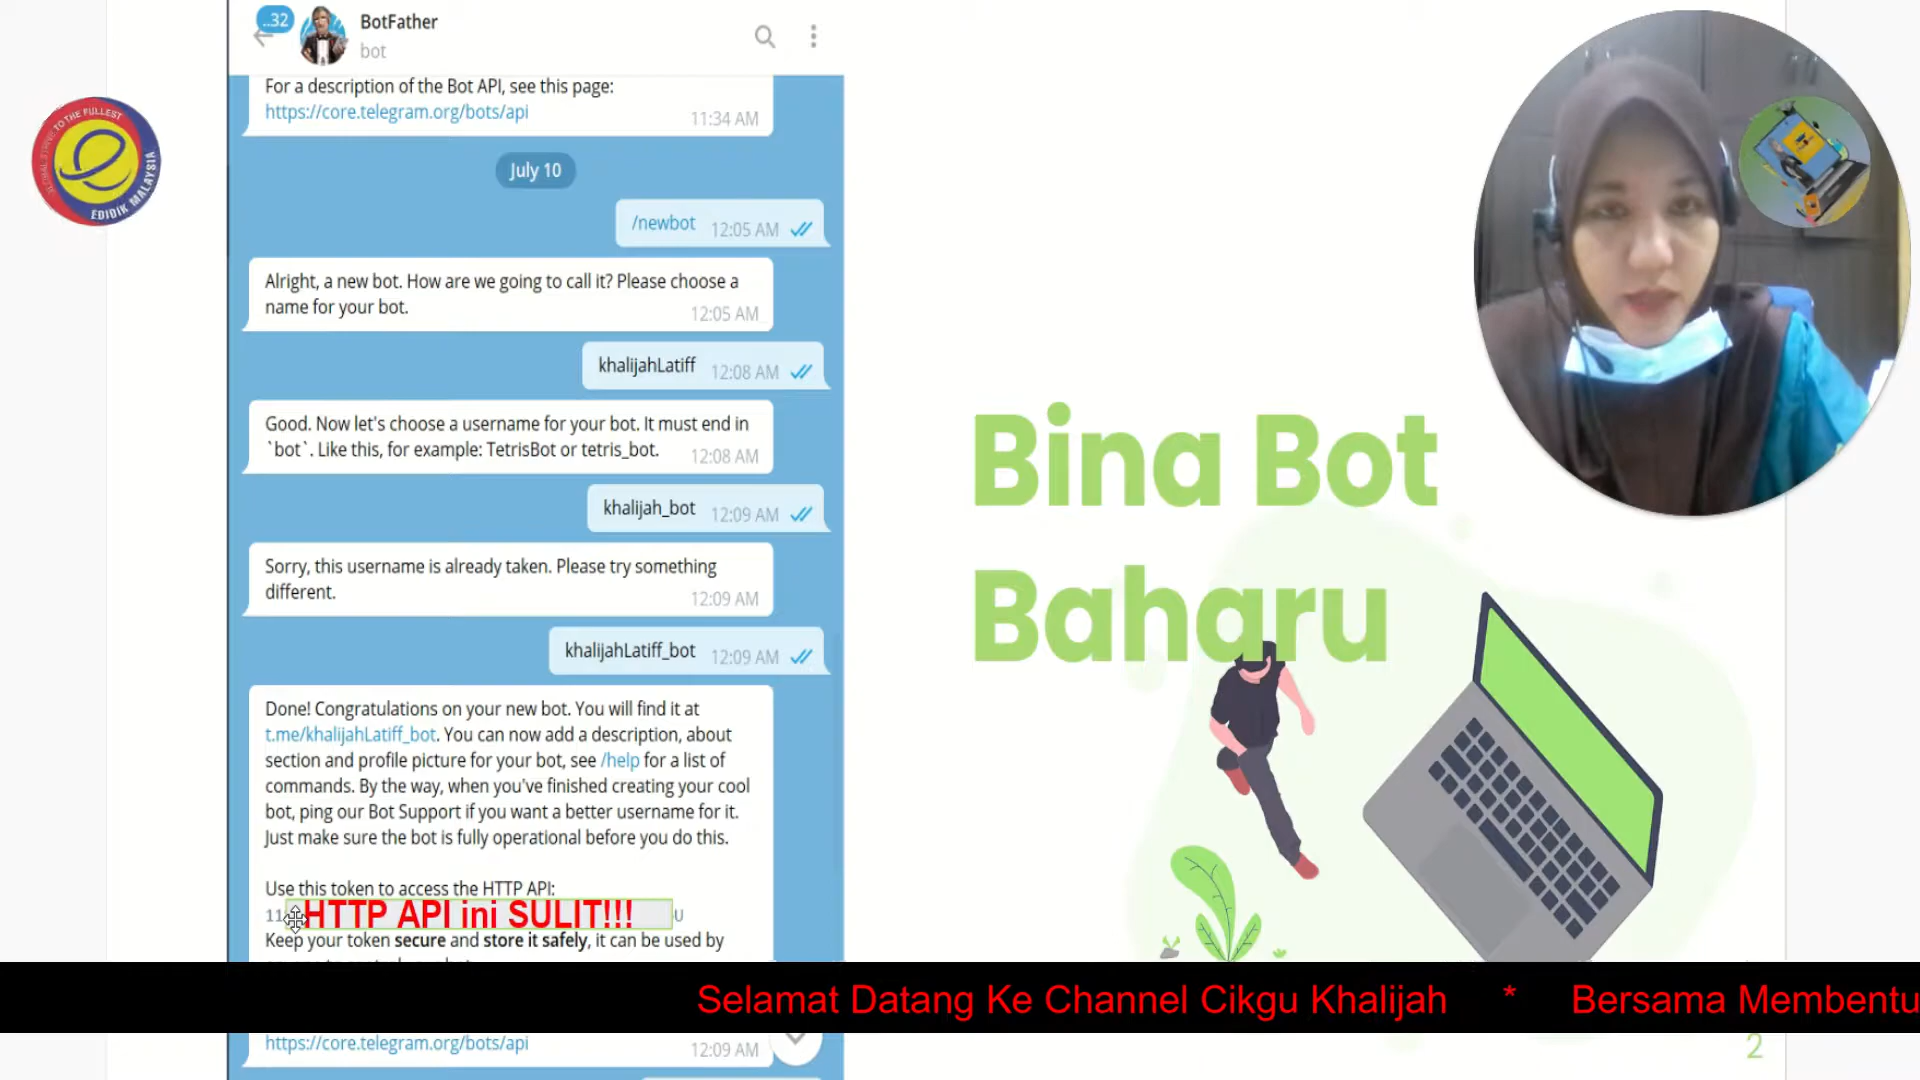 ..32
BotFather
bot
For a description of the Bot API, see this page:
https://core.telegram.org/bots/api
11:34 AM
July 10
/newbot 12:05 AM
Alright, a new bot. How are we going to call it? Please choose a
name for your bot. 12:05 AM
khalijahLatiff 12:08 AM
Good. Now let's choose a username for your bot. It must end in
`bot`. Like this, for example: TetrisBot or tetris_bot. 12:08 AM
khalijah_bot 12:09 AM
Sorry, this username is already taken. Please try something
different. 12:09 AM
khalijahLatiff_bot 12:09 AM
Done! Congratulations on your new bot. You will find it at
t.me/khalijahLatiff_bot. You can now add a description, about
section and profile picture for your bot, see /help for a list of
commands. By the way, when you've finished creating your cool
bot, ping our Bot Support if you want a better username for it.
Just make sure the bot is fully operational before you do this.
Use this token to access the HTTP API:
11
HTTP API ini SULIT!!!
U
Keep your token secure and store it safely, it can be used by
https://core.telegram.org/bots/api 12:09 AM
TO THE FULLEST
EDIDIK MALAYSIA
Bina Bot
Baharu
Selamat Datang Ke Channel Cikgu Khalijah * Bersama Membentu
2